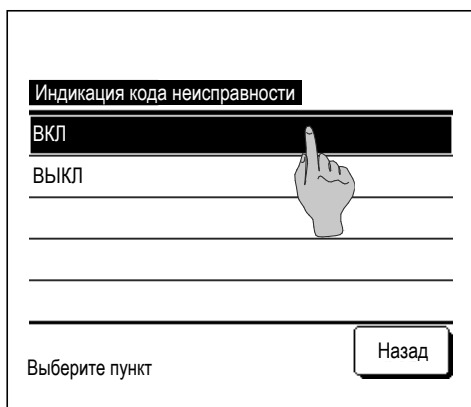 Индикация кода неисправности
ВКЛ
ВЫКЛ
Выберите пункт
Назад